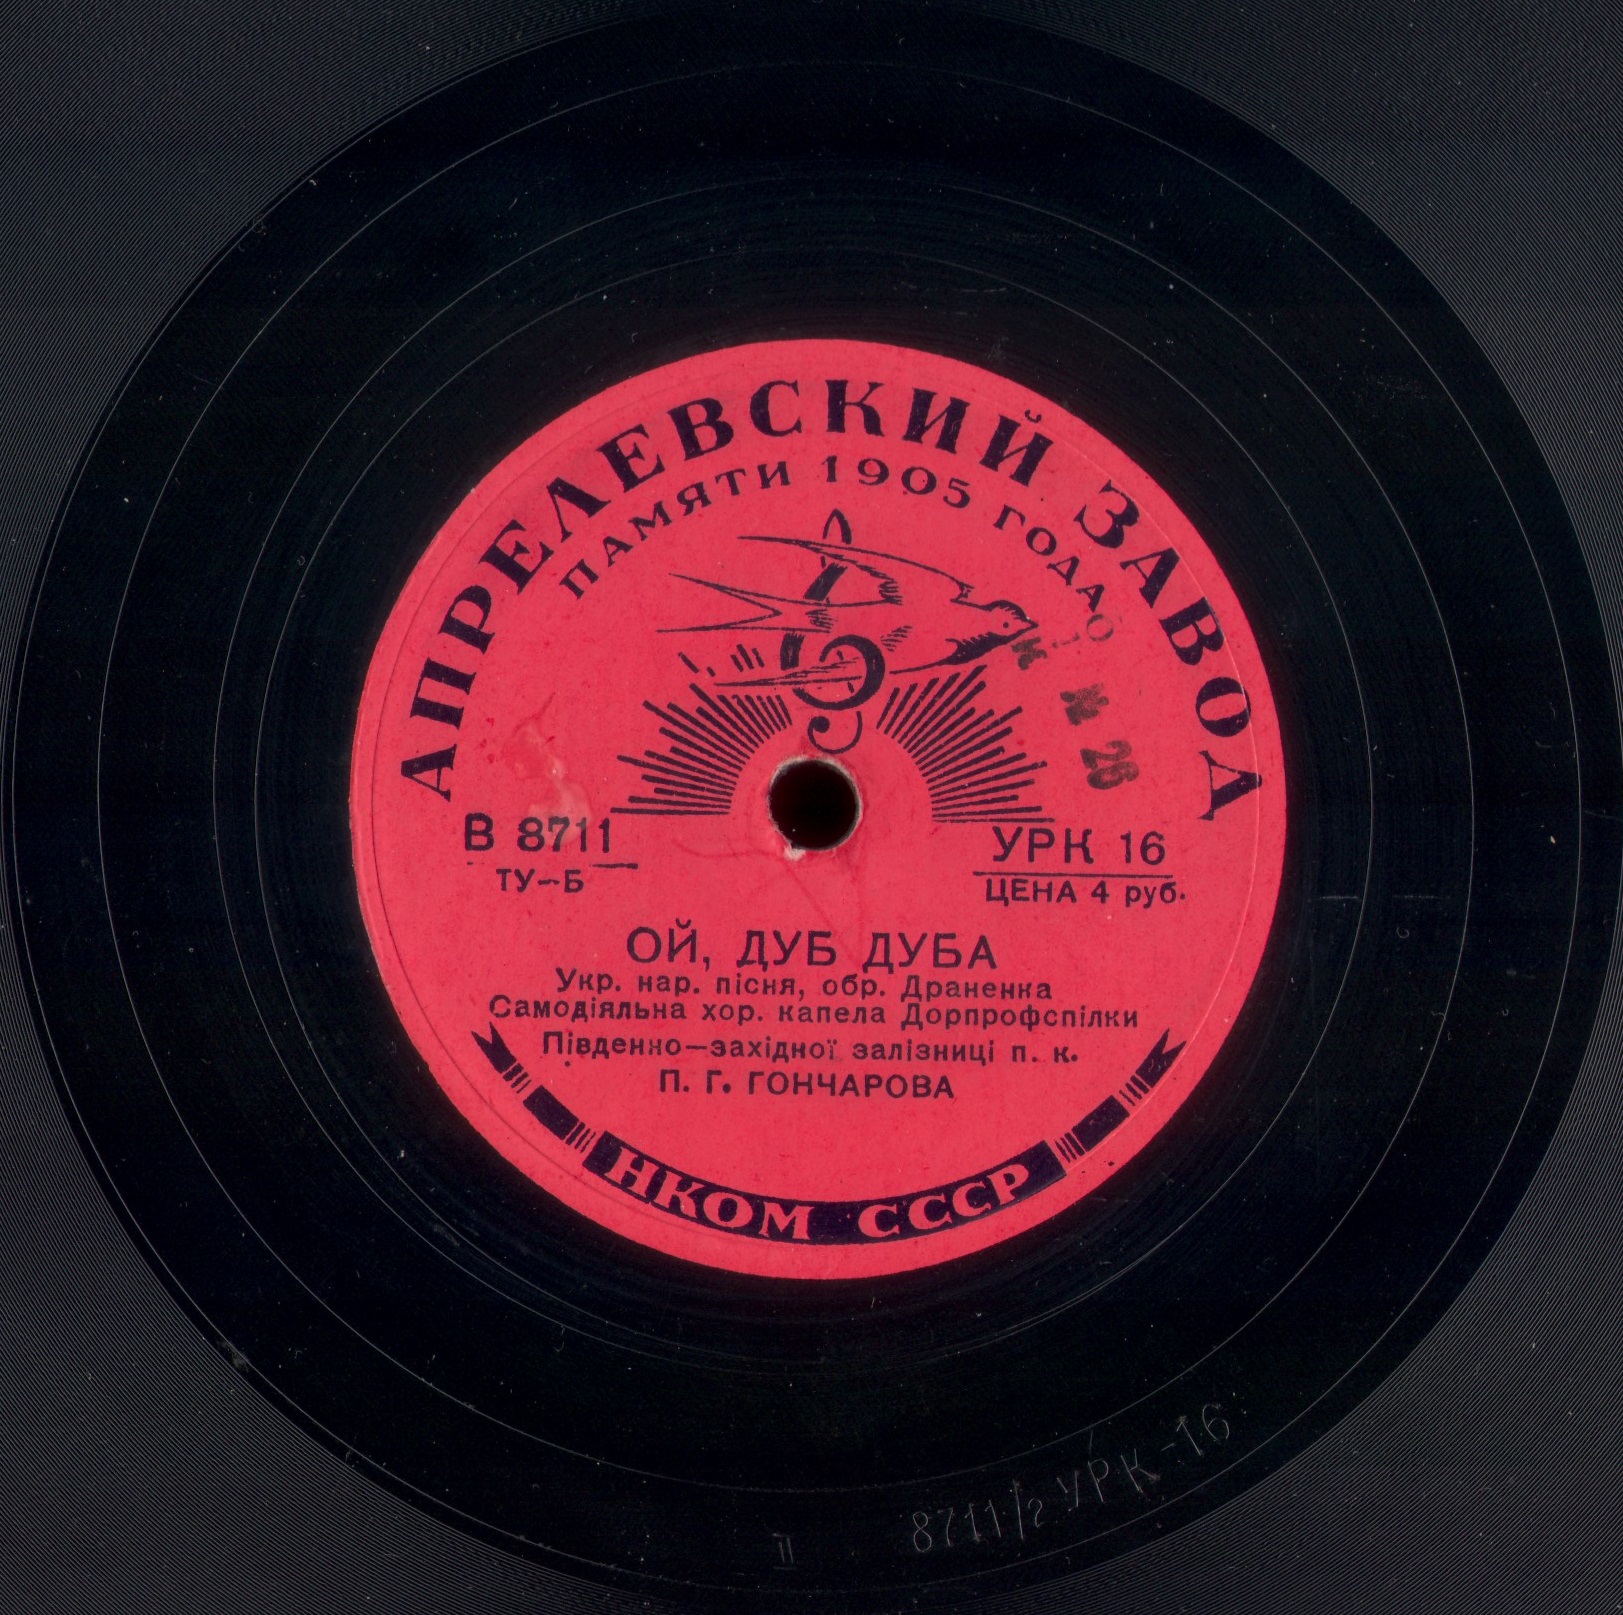 АПРЕЛЕВСКИЙ ЗАВОД
ПАМЯТИ 1905 ГОДА
В 8711
ТУ—Б
УРК 16
ЦЕНА 4 руб.
ОЙ, ДУБ ДУБА
Укр. нар. пісня, обр. Драненка
Самодіяльна хор. капела Дорпрофспілки
Південно—західної залізниці п. к.
П. Г. ГОНЧАРОВА
НКОМ СССР
8711/2 УРК-16
II